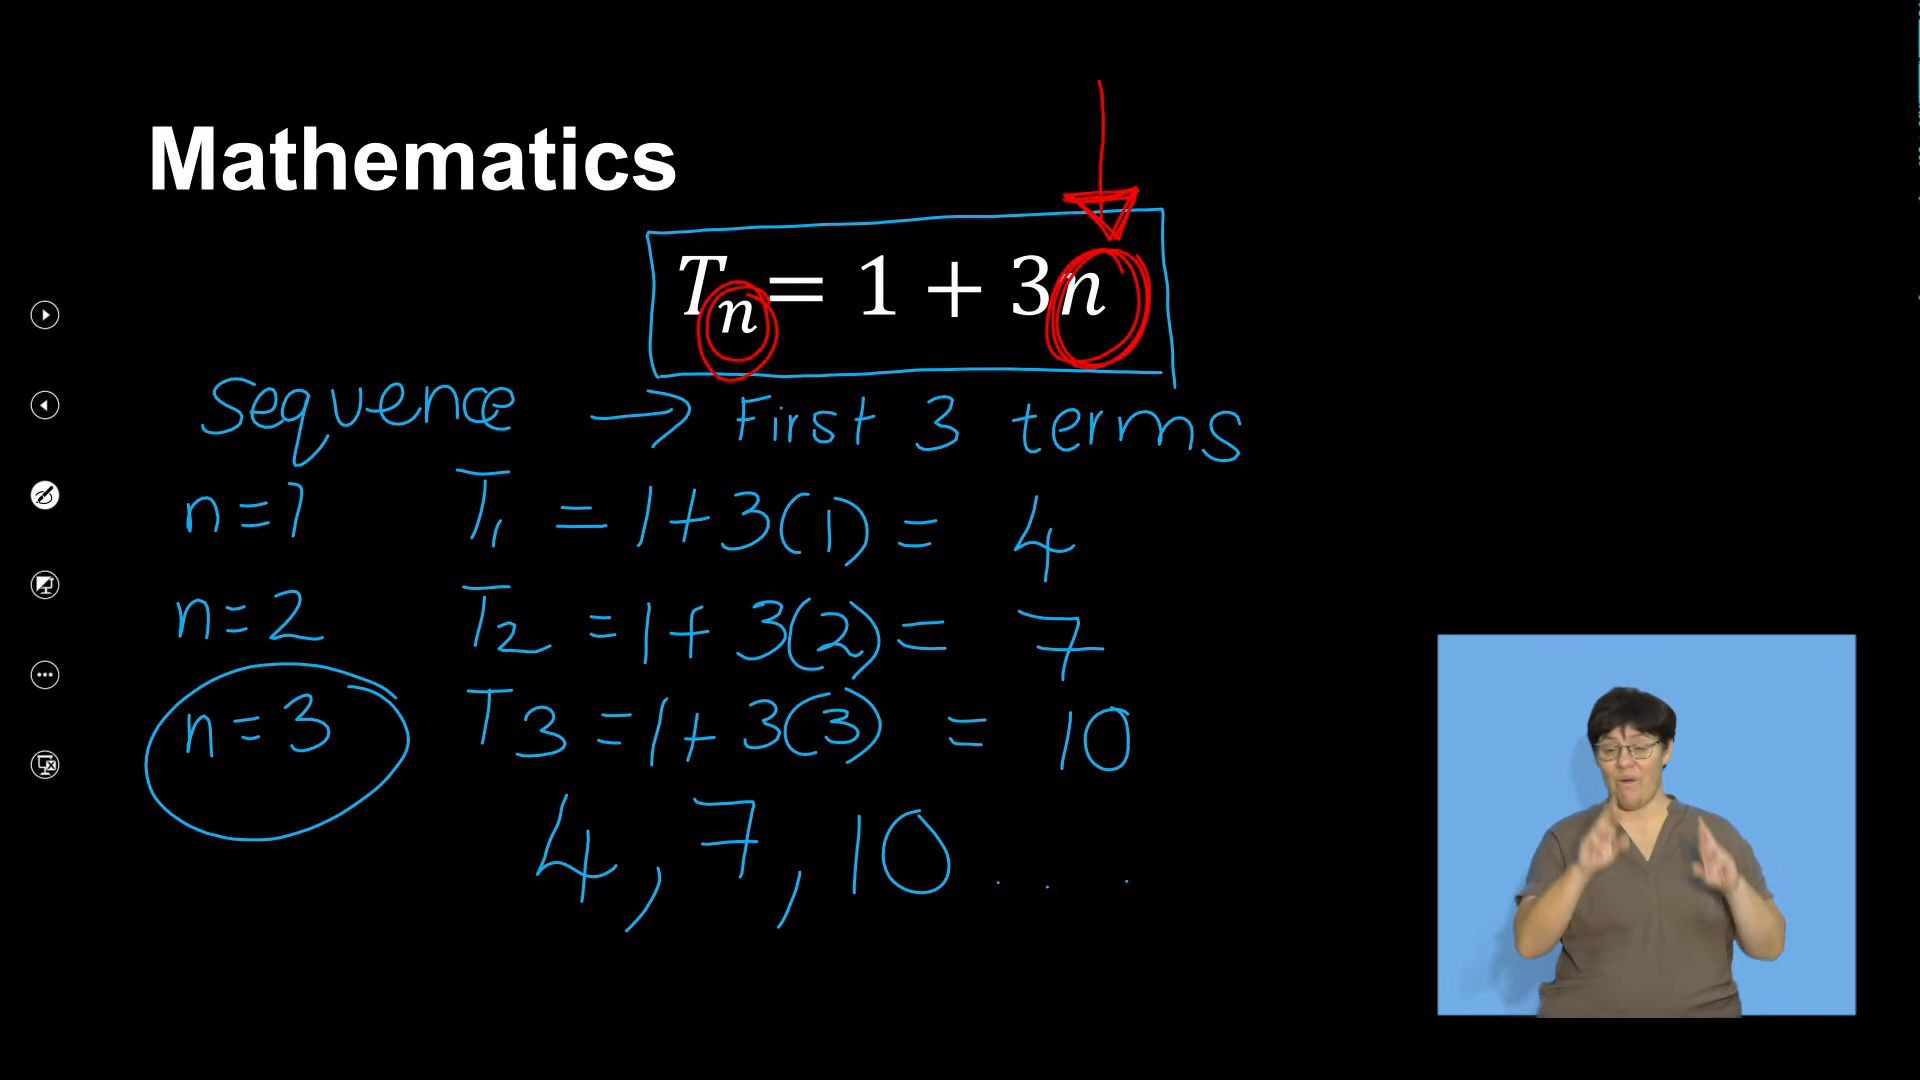 Mathematics
Tₙ = 1 + 3n
Sequence → First 3 terms
n=1 T₁ = 1+3(1) = 4
n=2 T₂ = 1+3(2) = 7
n=3 T3 = 1+3(3) = 10
4, 7, 10 ...